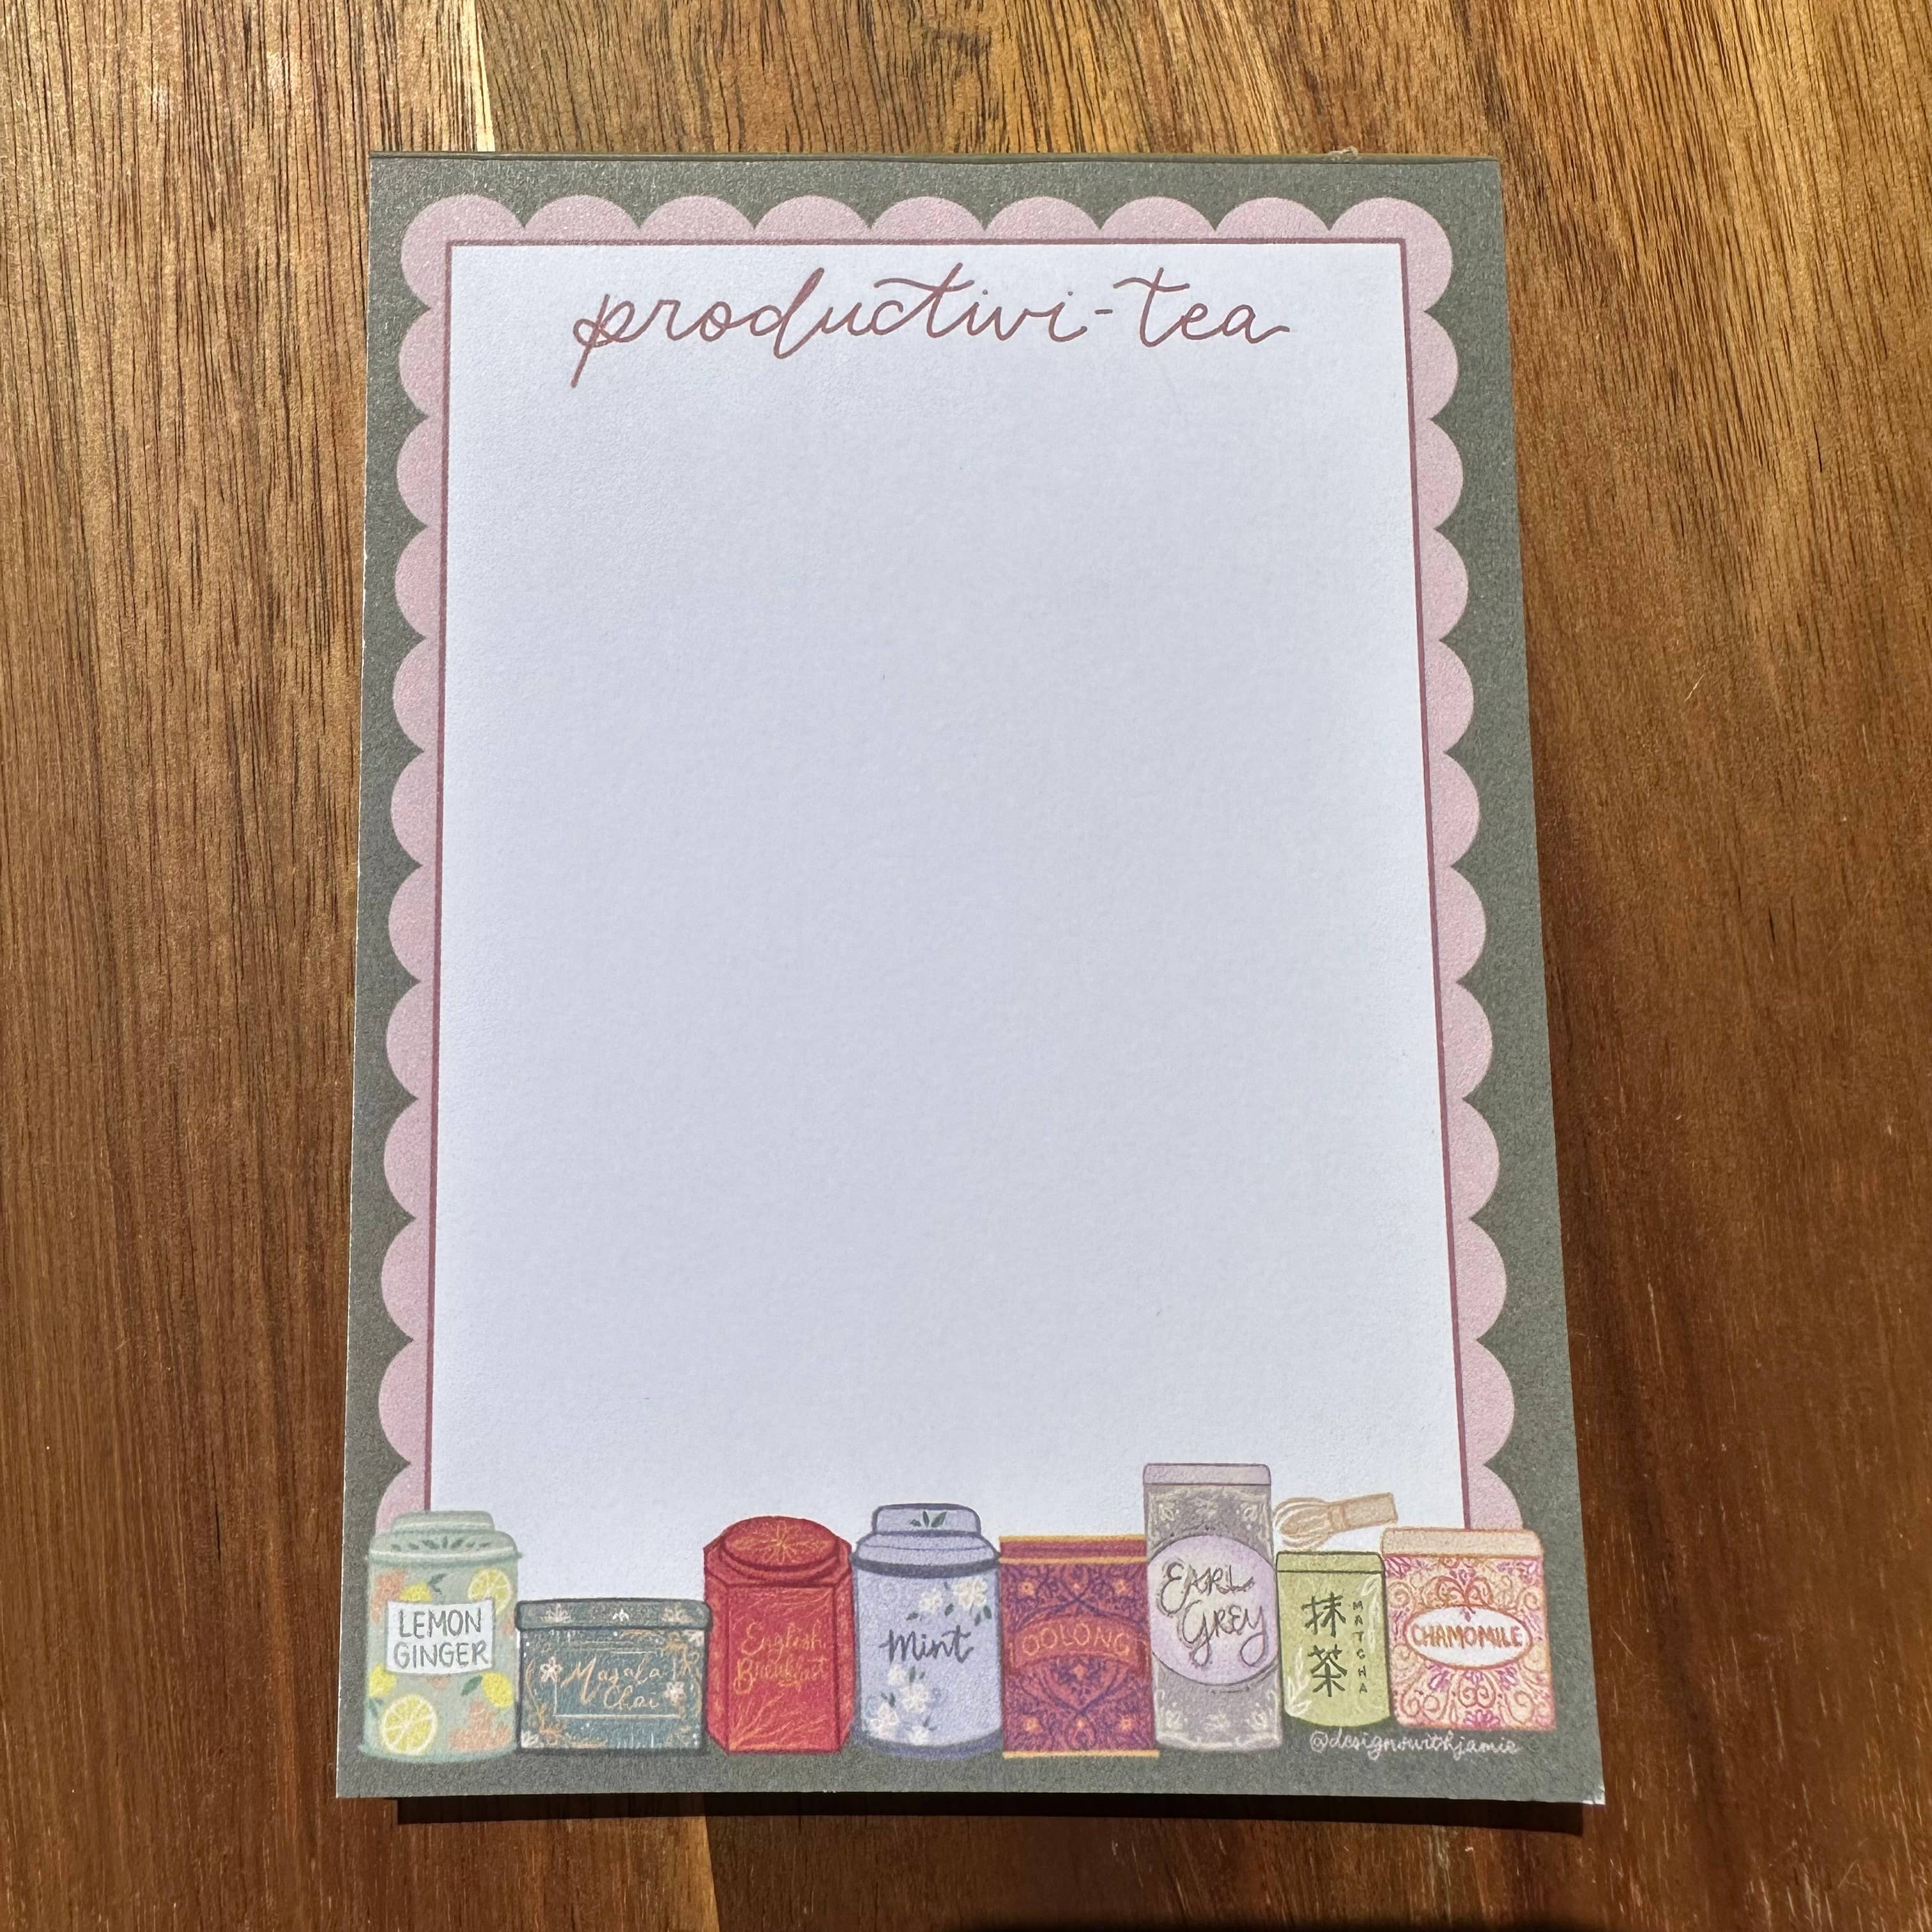 productivi-tea
LEMON
GINGER
Masala
Chai
English
Breakfast
Mint
OOLONG
EARL
GREY
抹茶
MATCHA
CHAMOMILE
@designwithjamie